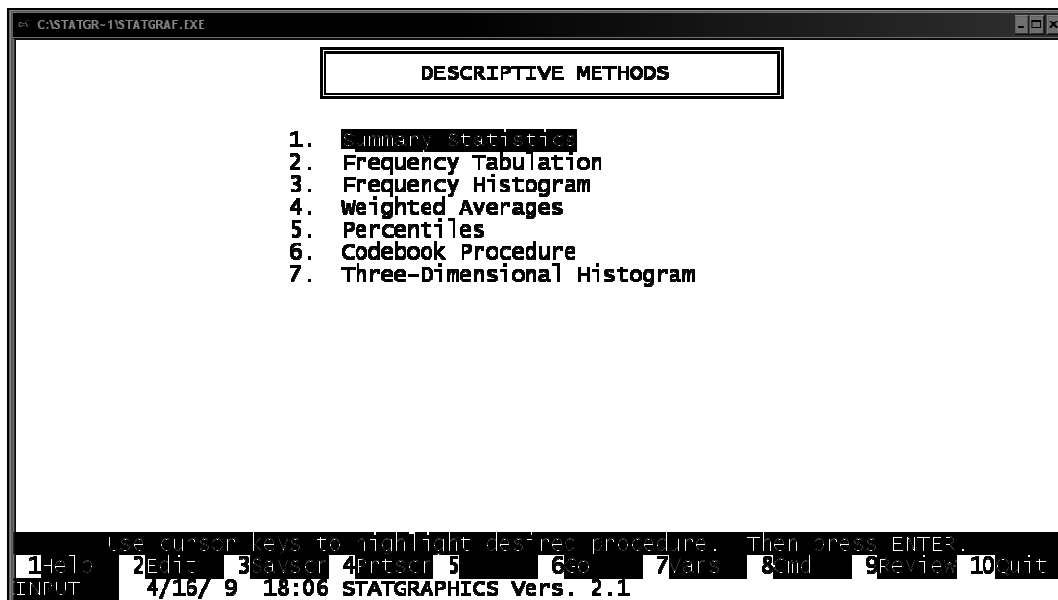 C:\STATGR~1\STATGRAF.EXE
DESCRIPTIVE METHODS
1. Summary Statistics
2. Frequency Tabulation
3. Frequency Histogram
4. Weighted Averages
5. Percentiles
6. Codebook Procedure
7. Three-Dimensional Histogram
Use cursor keys to highlight desired procedure. Then press ENTER.
1Help 2Edit 3Savscr 4Prtscr 5 6Go 7Vars 8Cmd 9Review 10Quit
INPUT 4/16/ 9 18:06 STATGRAPHICS Vers. 2.1